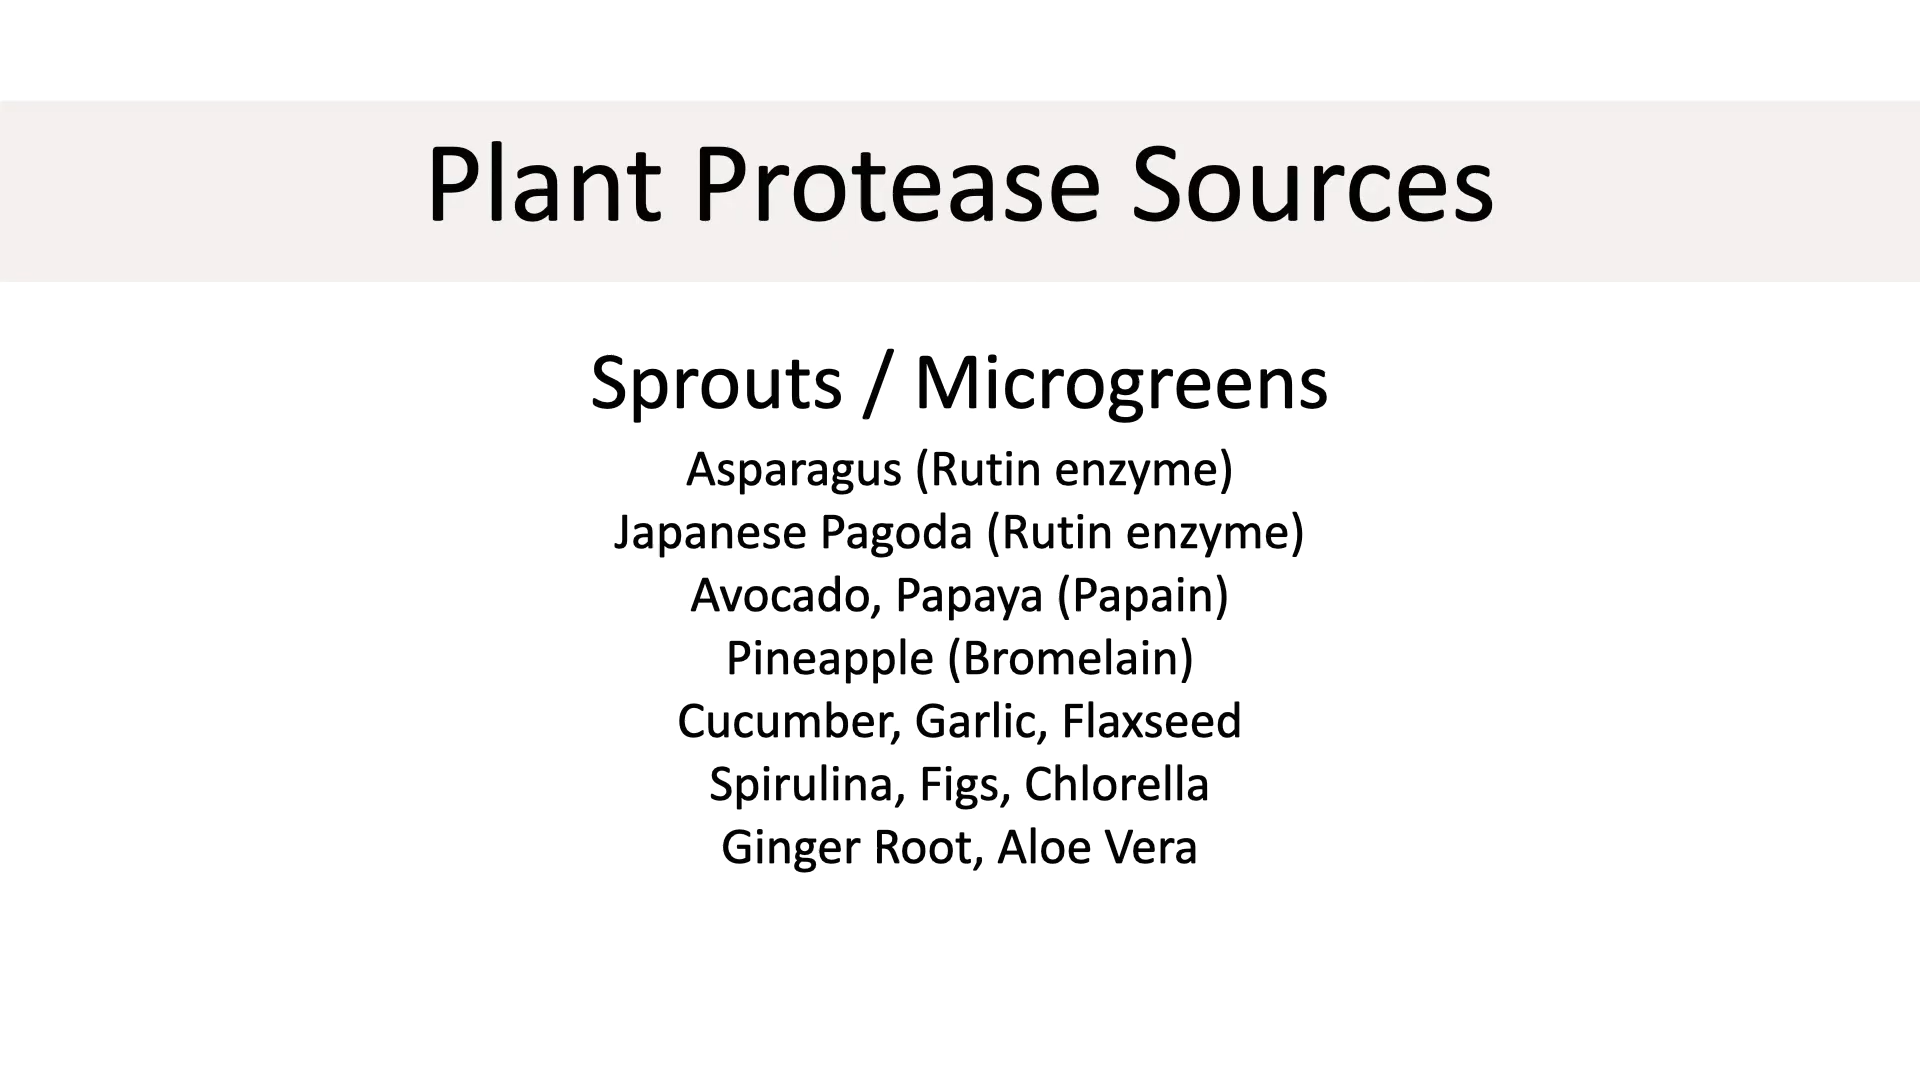 Plant Protease Sources
Sprouts / Microgreens
Asparagus (Rutin enzyme)
Japanese Pagoda (Rutin enzyme)
Avocado, Papaya (Papain)
Pineapple (Bromelain)
Cucumber, Garlic, Flaxseed
Spirulina, Figs, Chlorella
Ginger Root, Aloe Vera